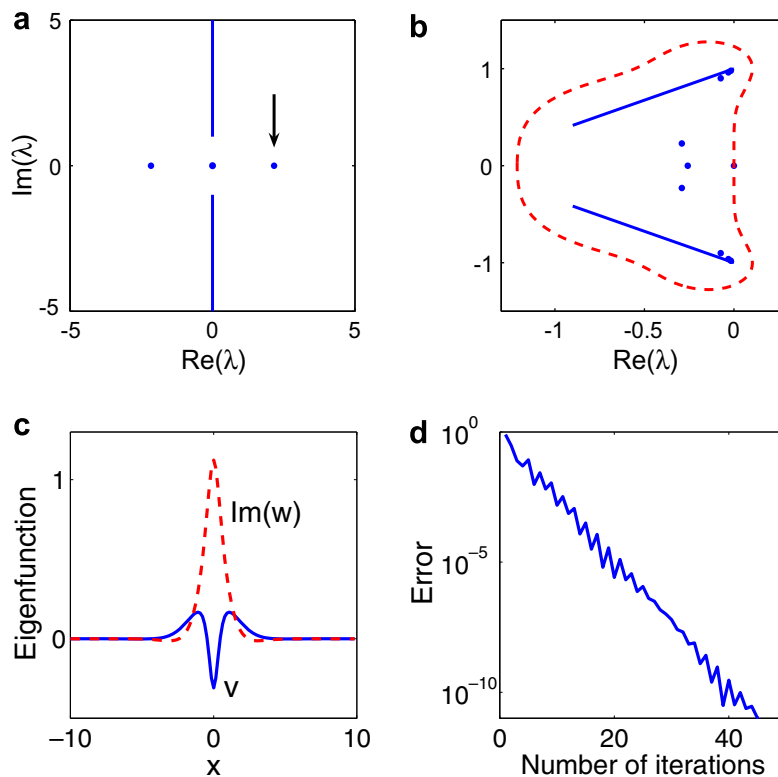 a
5
0
-5
-5
0
5
Im(λ)
Re(λ)
b
1
0
-1
-1
-0.5
0
Re(λ)
c
1
0
−10
0
10
Eigenfunction
x
Im(w)
v
d
10^0
10^-5
10^-10
0
20
40
Error
Number of iterations